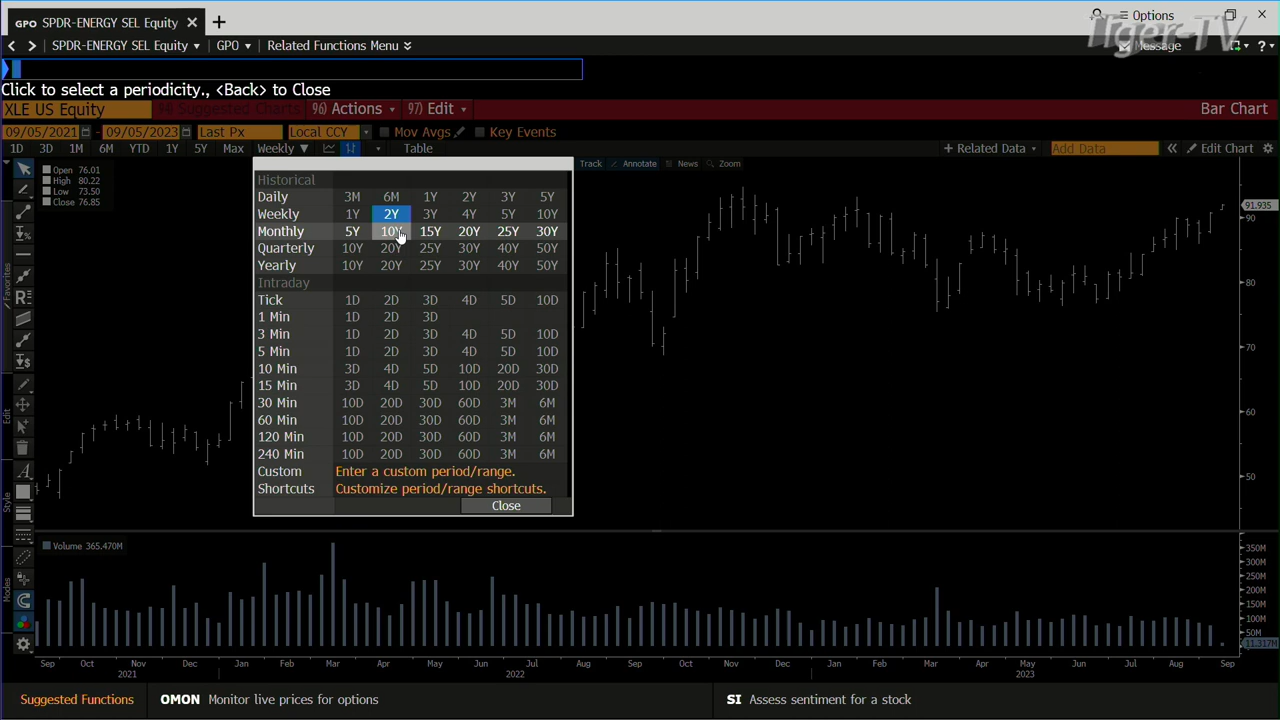 GPO SPDR-ENERGY SEL Equity
Options
Tiger-TV
SPDR-ENERGY SEL Equity GPO Related Functions Menu
Message ?
Click to select a periodicity., <Back> to Close
XLE US Equity 94) Suggested Charts 96) Actions 97) Edit Bar Chart
09/05/2021 - 09/05/2023 Last Px Local CCY Mov Avgs Key Events
1D 3D 1M 6M YTD 1Y 5Y Max Weekly ▼ Table + Related Data Add Data « Edit Chart
Track Annotate News Zoom
Open 76.01
High 80.22
Low 73.50
Close 76.85
Historical
Daily 3M 6M 1Y 2Y 3Y 5Y
Weekly 1Y 2Y 3Y 4Y 5Y 10Y
Monthly 5Y 10Y 15Y 20Y 25Y 30Y
Quarterly 10Y 20Y 25Y 30Y 40Y 50Y
Yearly 10Y 20Y 25Y 30Y 40Y 50Y
Intraday
Tick 1D 2D 3D 4D 5D 10D
1 Min 1D 2D 3D
3 Min 1D 2D 3D 4D 5D 10D
5 Min 1D 2D 3D 4D 5D 10D
10 Min 3D 4D 5D 10D 20D 30D
15 Min 3D 4D 5D 10D 20D 30D
30 Min 10D 20D 30D 60D 3M 6M
60 Min 10D 20D 30D 60D 3M 6M
120 Min 10D 20D 30D 60D 3M 6M
240 Min 10D 20D 30D 60D 3M 6M
Custom Enter a custom period/range.
Shortcuts Customize period/range shortcuts.
Close
91.935
90
80
70
60
50
Favorites
Edit
Style
Modes
Volume 365.470M
350M
300M
250M
200M
150M
100M
50M
11.317M
Sep Oct Nov Dec Jan Feb Mar Apr May Jun Jul Aug Sep Oct Nov Dec Jan Feb Mar Apr May Jun Jul Aug Sep
2021 2022 2023
Suggested Functions OMON Monitor live prices for options SI Assess sentiment for a stock